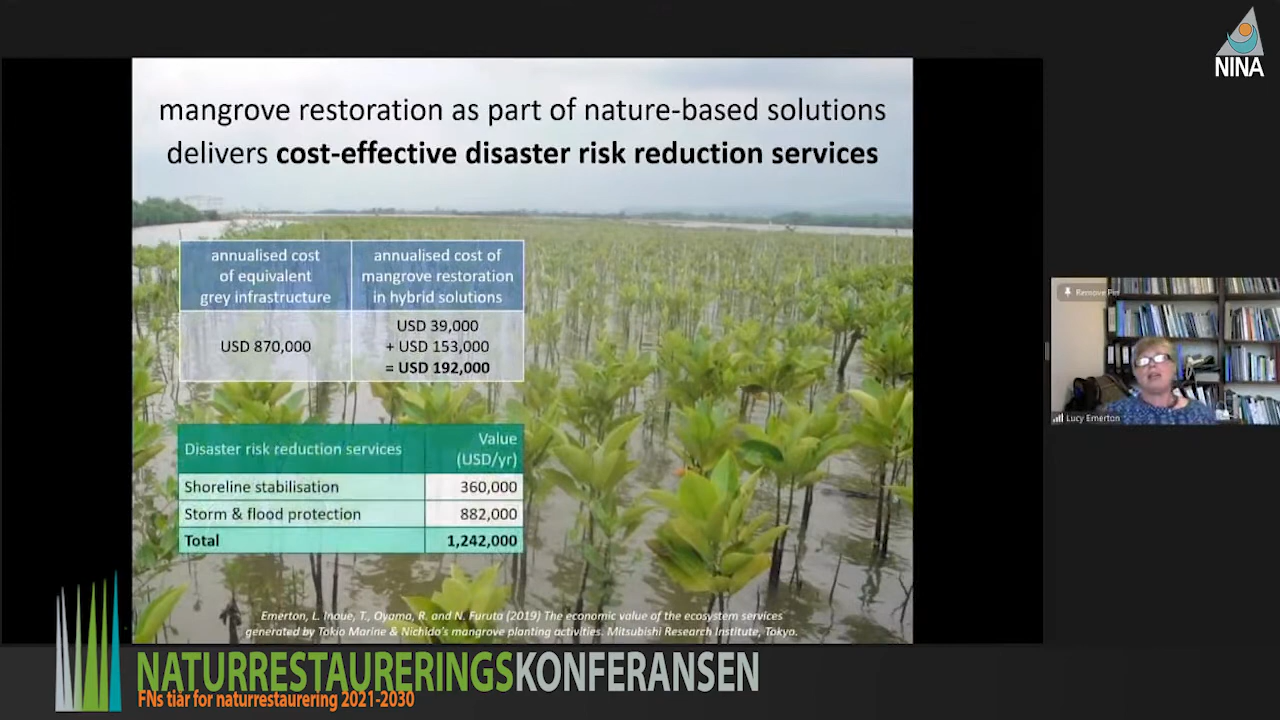 NINA
mangrove restoration as part of nature-based solutions
delivers cost-effective disaster risk reduction services
annualised cost
of equivalent
grey infrastructure
annualised cost of
mangrove restoration
in hybrid solutions
USD 870,000
USD 39,000
+ USD 153,000
= USD 192,000
Disaster risk reduction services
Value
(USD/yr)
Shoreline stabilisation 360,000
Storm & flood protection 882,000
Total 1,242,000
Emerton, L. Inoue, T., Oyama, R. and N. Furuta (2019) The economic value of the ecosystem services
generated by Tokio Marine & Nichido's mangrove planting activities. Mitsubishi Research Institute, Tokyo.
Remove Pin
Lucy Emerton
NATURRESTAURERINGSKONFERANSEN
FNs tiår for naturrestaurering 2021-2030